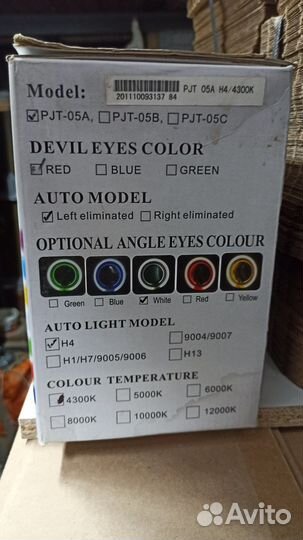 Model: PJT 05A H4/4300K
201110093137 84
PJT-05A, PJT-05B, PJT-05C
DEVIL EYES COLOR
RED BLUE GREEN
AUTO MODEL
Left eliminated Right eliminated
OPTIONAL ANGLE EYES COLOUR
Green Blue White Red Yellow
AUTO LIGHT MODEL
H4 9004/9007
H1/H7/9005/9006 H13
COLOUR TEMPERATURE
4300K 5000K 6000K
8000K 10000K 12000K
Avito